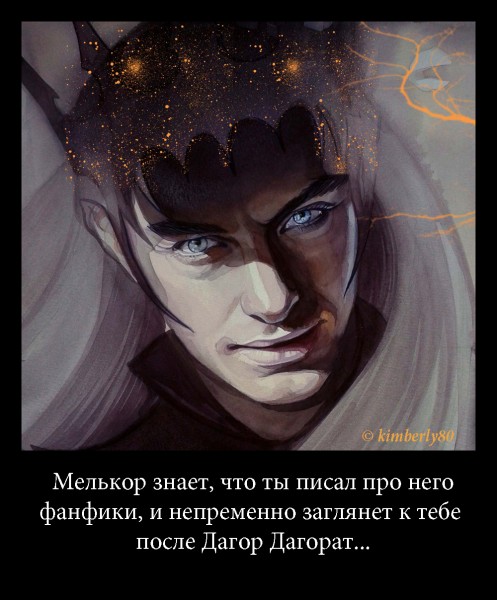 © kimberly80
Мелькор знает, что ты писал про него
фанфики, и непременно заглянет к тебе
после Дагор Дагорат...